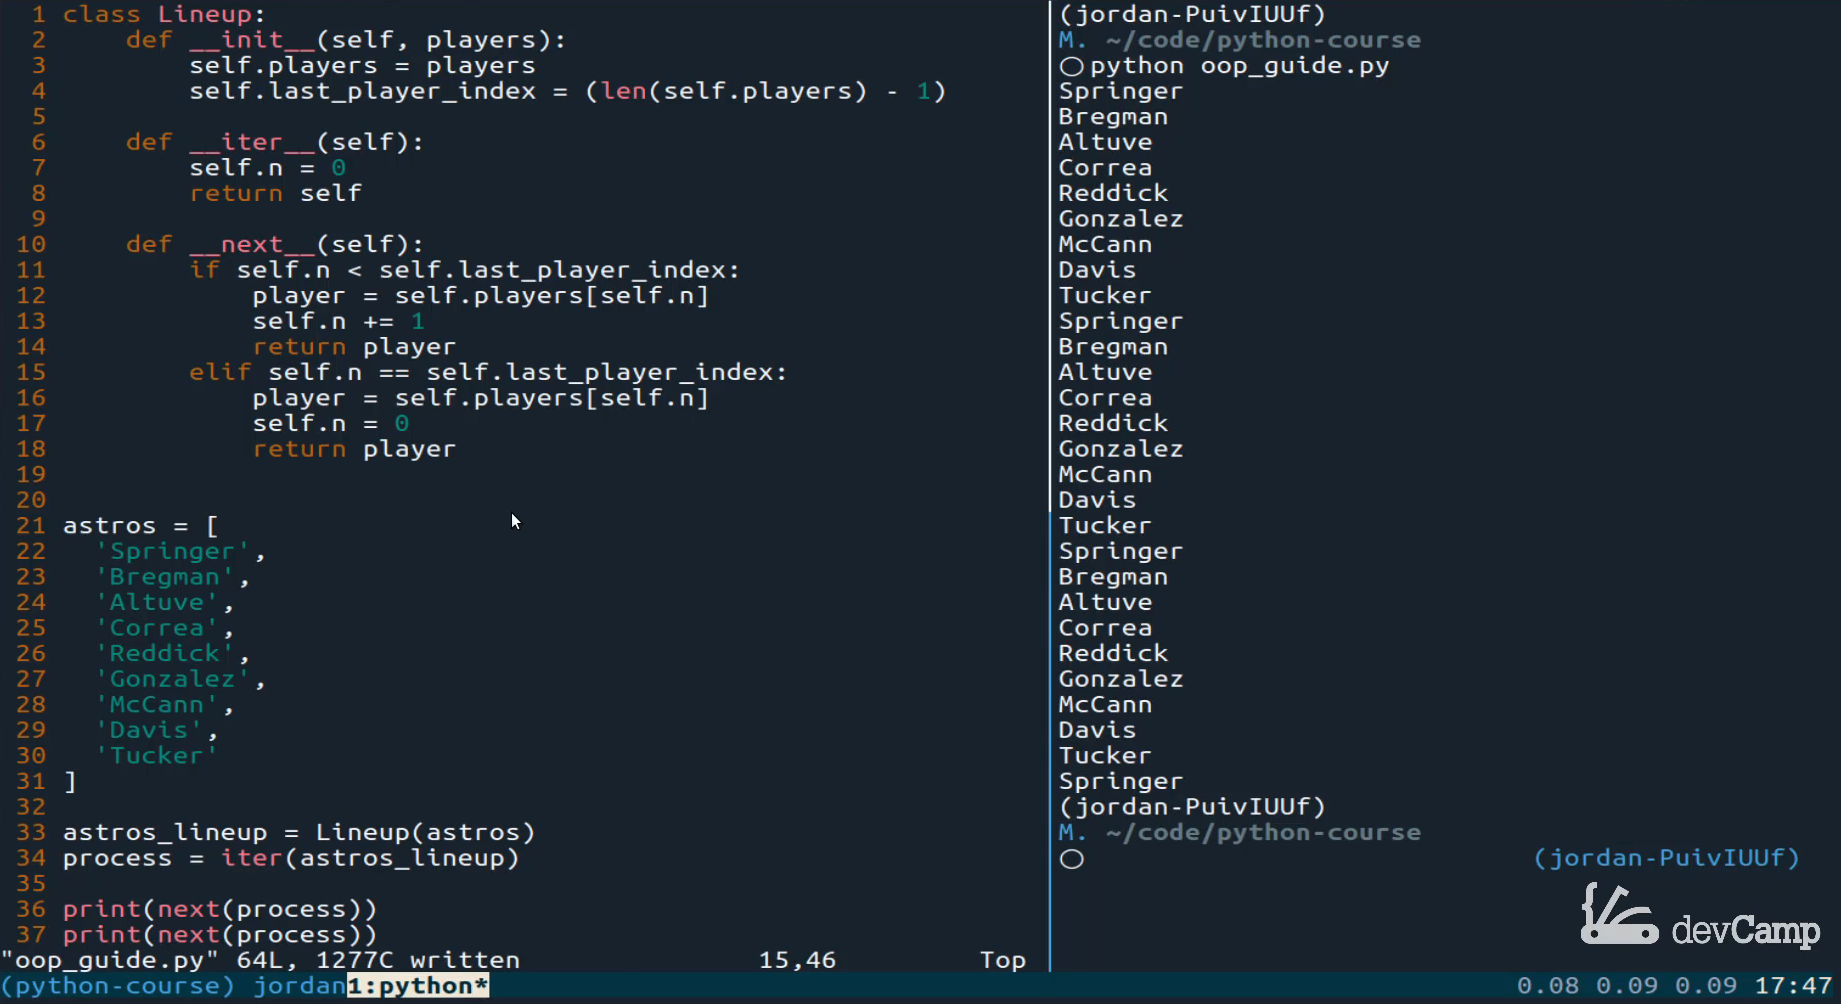 1 class Lineup:
2     def __init__(self, players):
3         self.players = players
4         self.last_player_index = (len(self.players) - 1)
5
6     def __iter__(self):
7         self.n = 0
8         return self
9
10     def __next__(self):
11         if self.n < self.last_player_index:
12             player = self.players[self.n]
13             self.n += 1
14             return player
15         elif self.n == self.last_player_index:
16             player = self.players[self.n]
17             self.n = 0
18             return player
19
20
21 astros = [
22   'Springer',
23   'Bregman',
24   'Altuve',
25   'Correa',
26   'Reddick',
27   'Gonzalez',
28   'McCann',
29   'Davis',
30   'Tucker'
31 ]
32
33 astros_lineup = Lineup(astros)
34 process = iter(astros_lineup)
35
36 print(next(process))
37 print(next(process))
"oop_guide.py" 64L, 1277C written 15,46 Top
(jordan-PuivIUUf)
M. ~/code/python-course
python oop_guide.py
Springer
Bregman
Altuve
Correa
Reddick
Gonzalez
McCann
Davis
Tucker
Springer
Bregman
Altuve
Correa
Reddick
Gonzalez
McCann
Davis
Tucker
Springer
Bregman
Altuve
Correa
Reddick
Gonzalez
McCann
Davis
Tucker
Springer
(jordan-PuivIUUf)
M. ~/code/python-course
(jordan-PuivIUUf)
devCamp
(python-course) jordan 1:python* 0.08 0.09 0.09 17:47